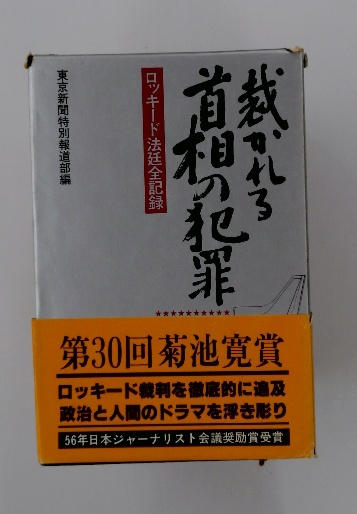 裁かれる
首相の犯罪
ロッキード法廷全記録
東京新聞特別報道部編
★★★★★★★★★★
第30回菊池寛賞
ロッキード裁判を徹底的に追及
政治と人間のドラマを浮き彫り
56年日本ジャーナリスト会議奨励賞受賞